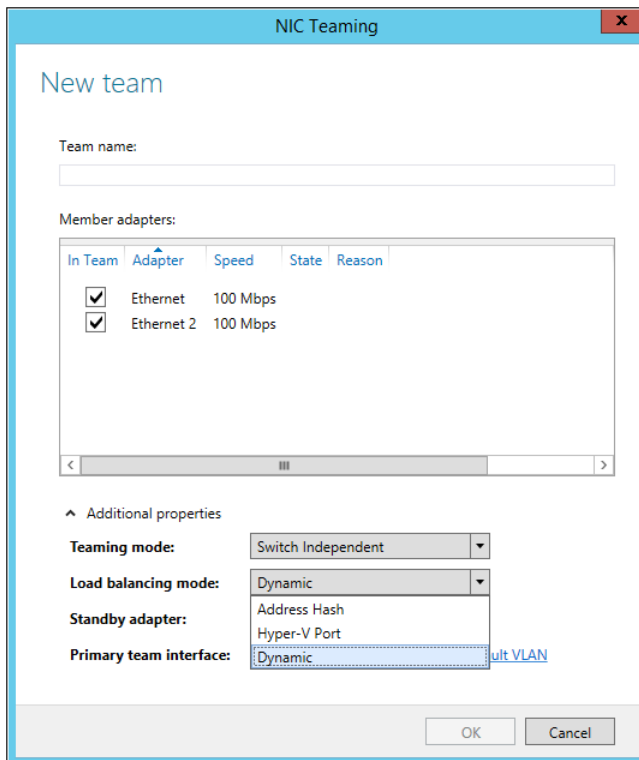 NIC Teaming
x
New team
Team name:
Member adapters:
In Team Adapter Speed State Reason
Ethernet 100 Mbps
Ethernet 2 100 Mbps
Additional properties
Teaming mode: Switch Independent
Load balancing mode: Dynamic
Address Hash
Standby adapter:
Hyper-V Port
Primary team interface: Dynamic ult VLAN
OK Cancel